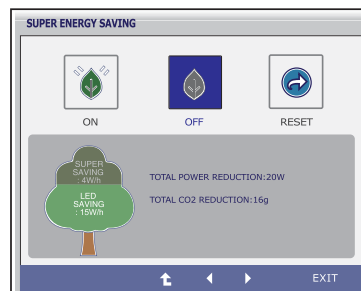 SUPER ENERGY SAVING
ON
OFF
RESET
SUPER
SAVING
: 4W/h
LED
SAVING
: 15W/h
TOTAL POWER REDUCTION:20W
TOTAL CO2 REDUCTION:16g
EXIT